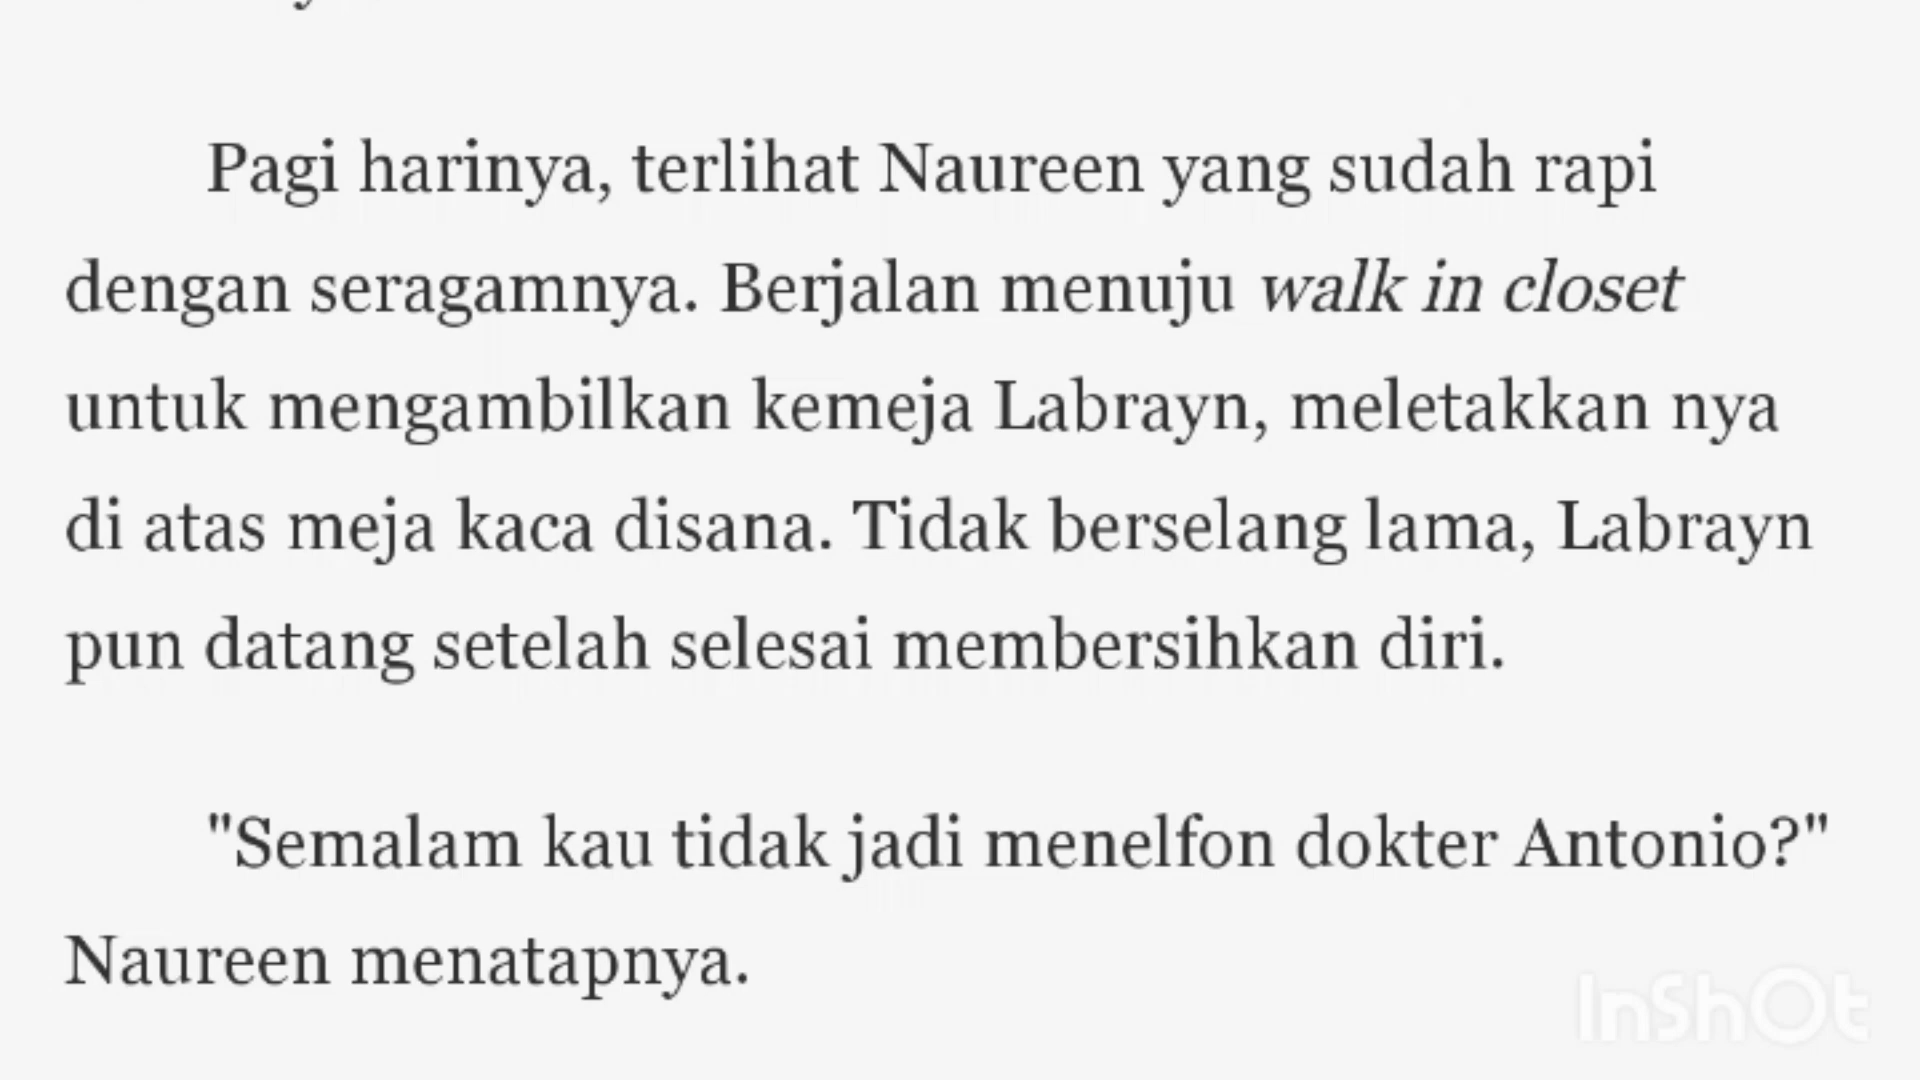 Pagi harinya, terlihat Naureen yang sudah rapi
dengan seragamnya. Berjalan menuju walk in closet
untuk mengambilkan kemeja Labrayn, meletakkan nya
di atas meja kaca disana. Tidak berselang lama, Labrayn
pun datang setelah selesai membersihkan diri.
"Semalam kau tidak jadi menelfon dokter Antonio?"
Naureen menatapnya.
InShOt